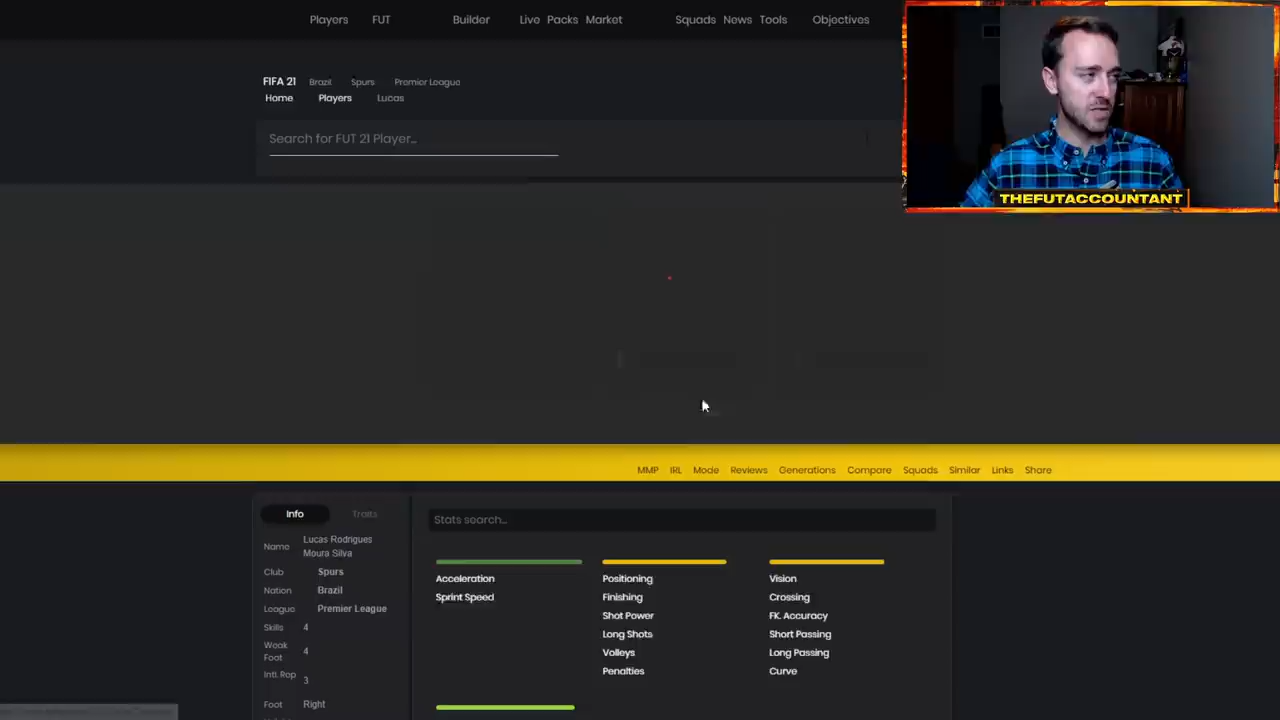 Players FUT Builder Live Packs Market Squads News Tools Objectives
FIFA 21 Brazil Spurs Premier League
Home Players Lucas
Search for FUT 21 Player...
THEFUTACCOUNTANT
MMP IRL Mode Reviews Generations Compare Squads Similar Links Share
Info Traits
Stats search...
Name Lucas Rodrigues
Moura Silva
Club Spurs
Nation Brazil
League Premier League
Skills 4
Weak
Foot 4
Intl. Rep 3
Foot Right
Acceleration
Sprint Speed
Positioning
Finishing
Shot Power
Long Shots
Volleys
Penalties
Vision
Crossing
FK. Accuracy
Short Passing
Long Passing
Curve